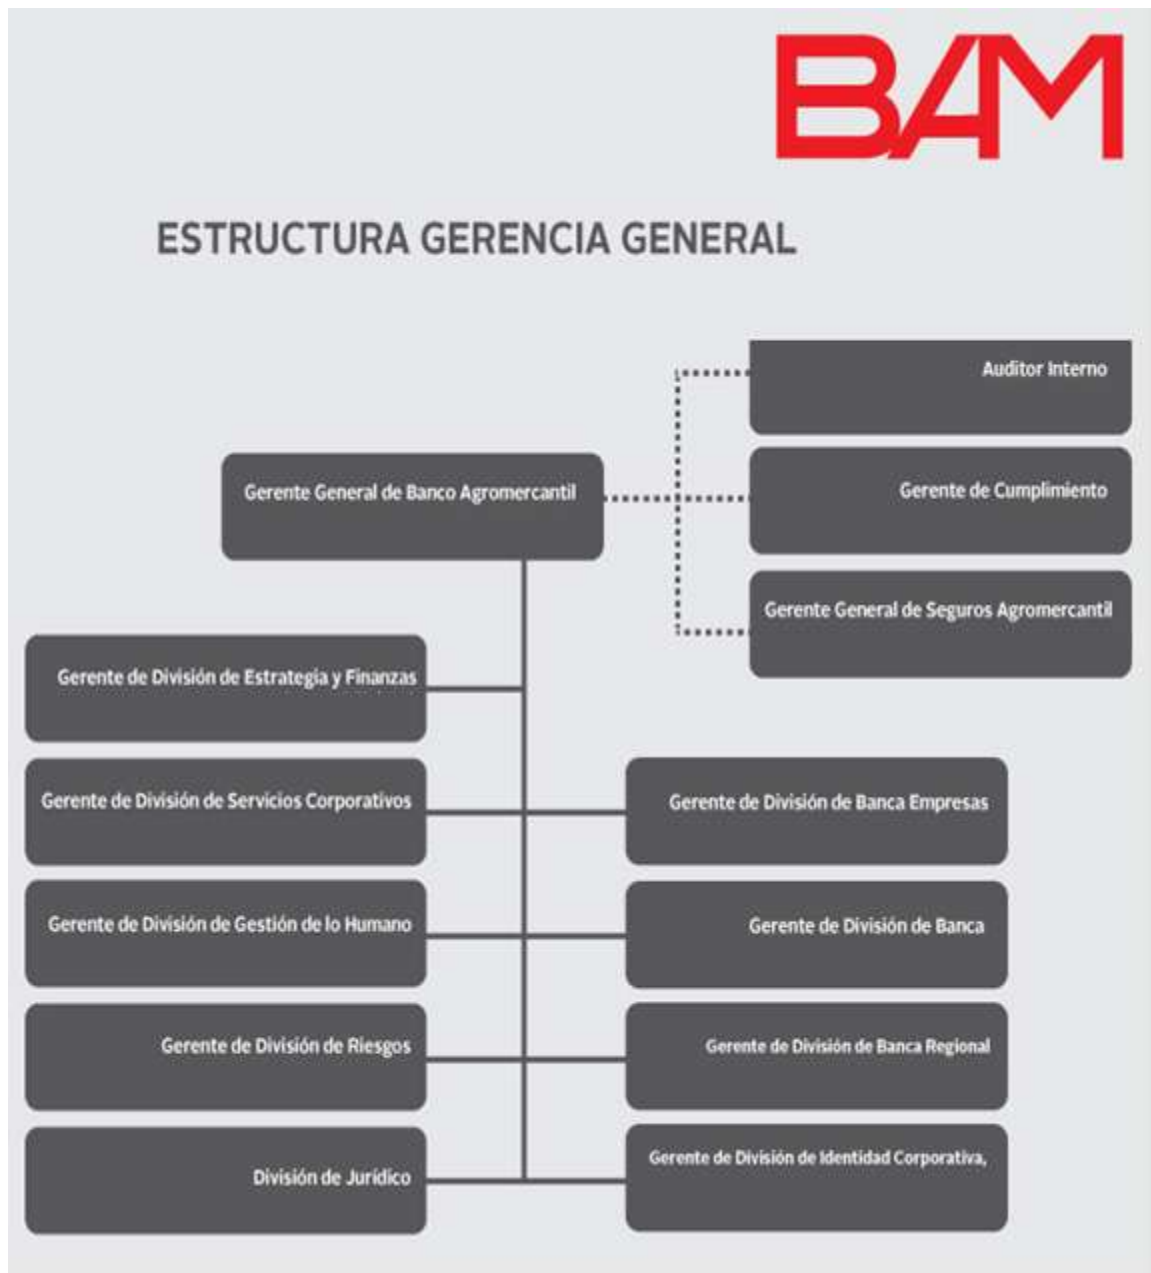 BAM
ESTRUCTURA GERENCIA GENERAL
Auditor Interno
Gerente General de Banco Agromercantil
Gerente de Cumplimiento
Gerente General de Seguros Agromercantil
Gerente de División de Estrategia y Finanzas
Gerente de División de Servicios Corporativos
Gerente de División de Banca Empresas
Gerente de División de Gestión de lo Humano
Gerente de División de Banca
Gerente de División de Riesgos
Gerente de División de Banca Regional
División de Jurídico
Gerente de División de Identidad Corporativa,